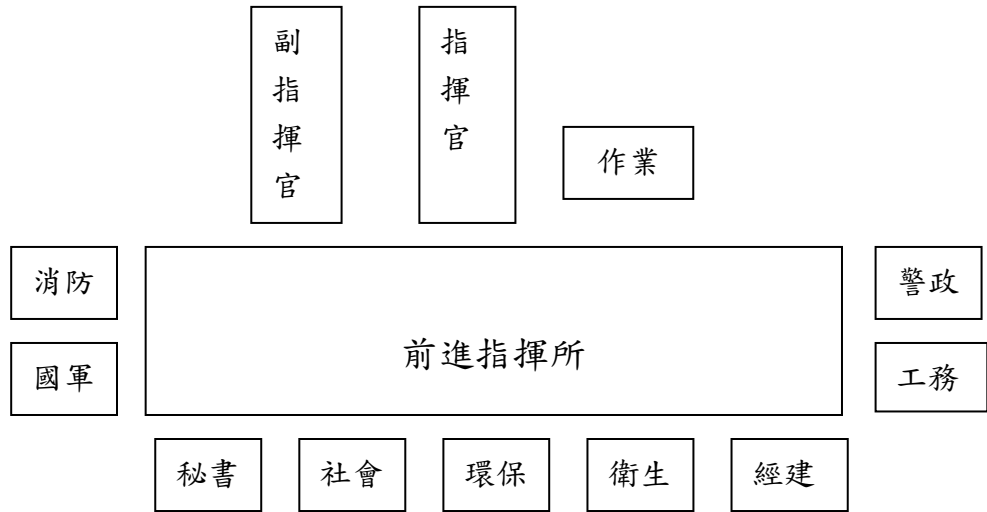 副指揮官
指揮官
作業
消防
警政
前進指揮所
國軍
工務
秘書
社會
環保
衛生
經建